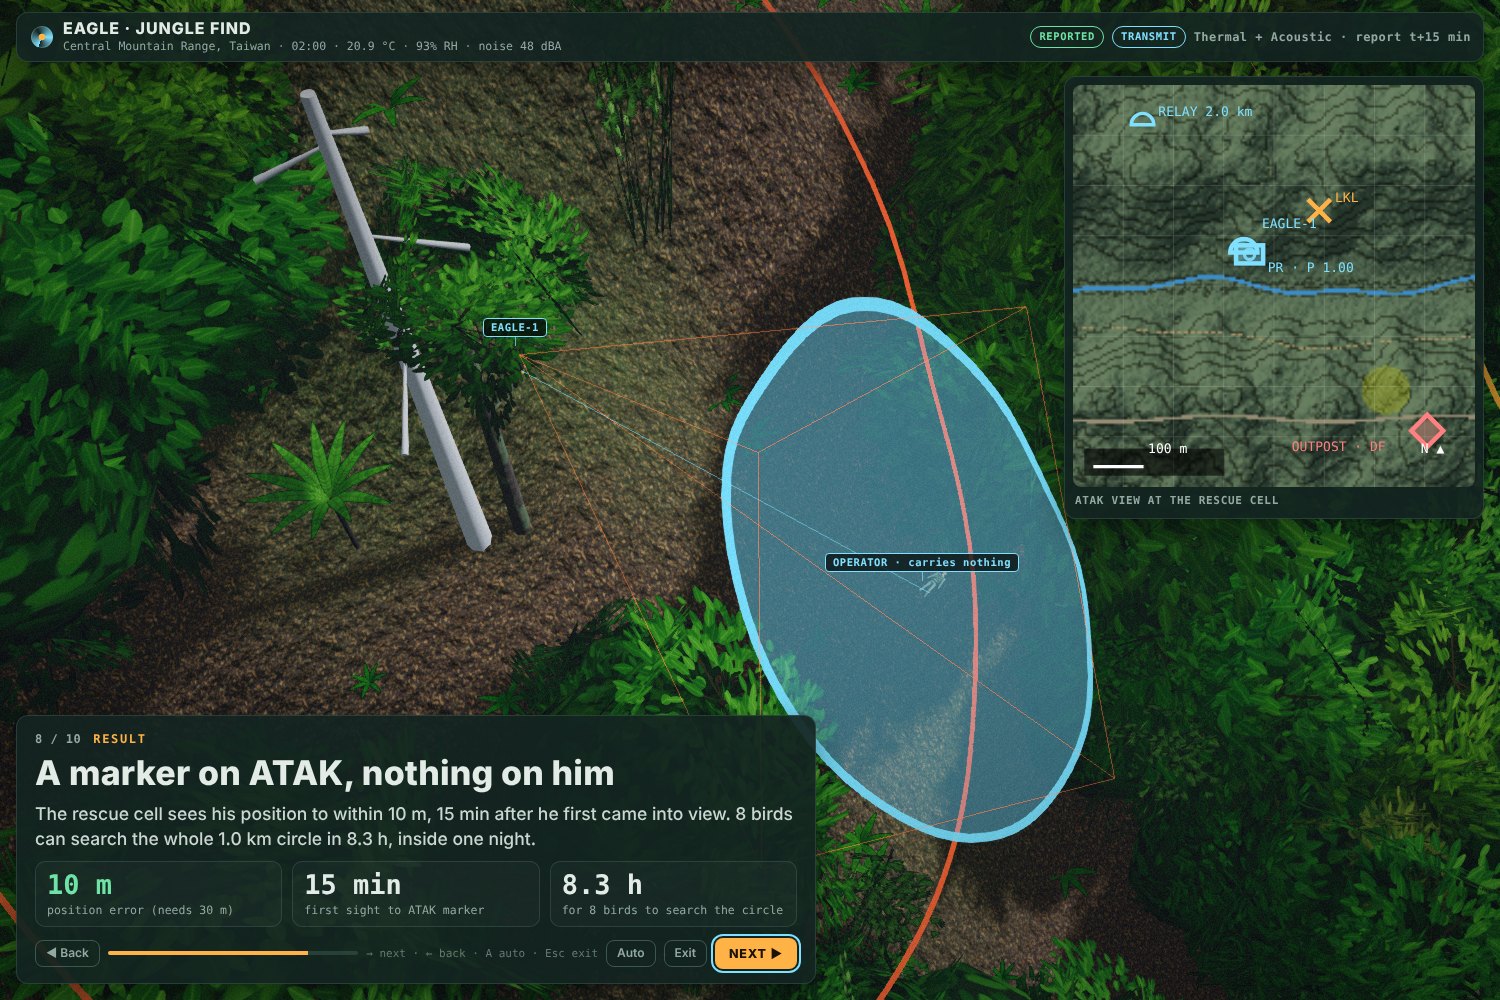 EAGLE · JUNGLE FIND
Central Mountain Range, Taiwan · 02:00 · 20.9 °C · 93% RH · noise 48 dBA
REPORTED
TRANSMIT
Thermal + Acoustic · report t+15 min
RELAY 2.0 km
LKL
EAGLE-1
PR · P 1.00
100 m
OUTPOST · DF
N ▲
ATAK VIEW AT THE RESCUE CELL
EAGLE-1
OPERATOR · carries nothing
8 / 10 RESULT
A marker on ATAK, nothing on him
The rescue cell sees his position to within 10 m, 15 min after he first came into view. 8 birds
can search the whole 1.0 km circle in 8.3 h, inside one night.
10 m
position error (needs 30 m)
15 min
first sight to ATAK marker
8.3 h
for 8 birds to search the circle
◀ Back
→ next · ← back · A auto · Esc exit
Auto
Exit
NEXT ▶